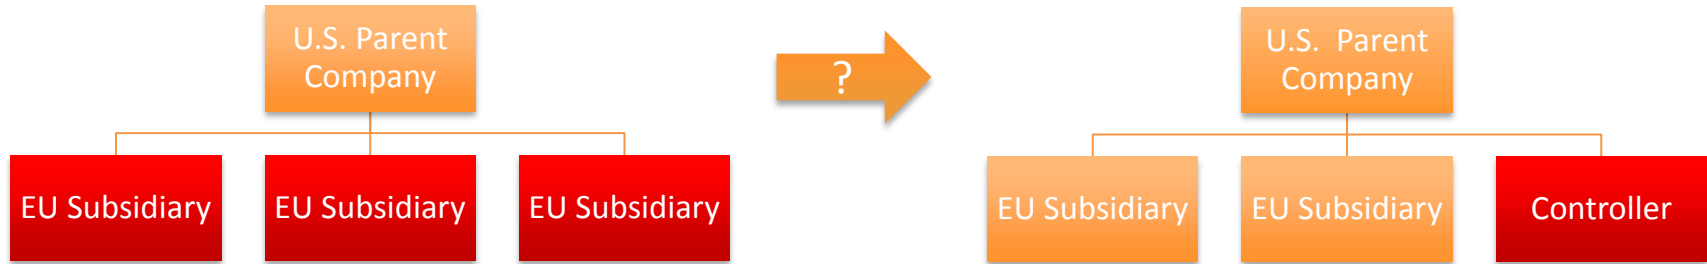 U.S. Parent
Company
EU Subsidiary
EU Subsidiary
EU Subsidiary
?
U.S. Parent
Company
EU Subsidiary
EU Subsidiary
Controller